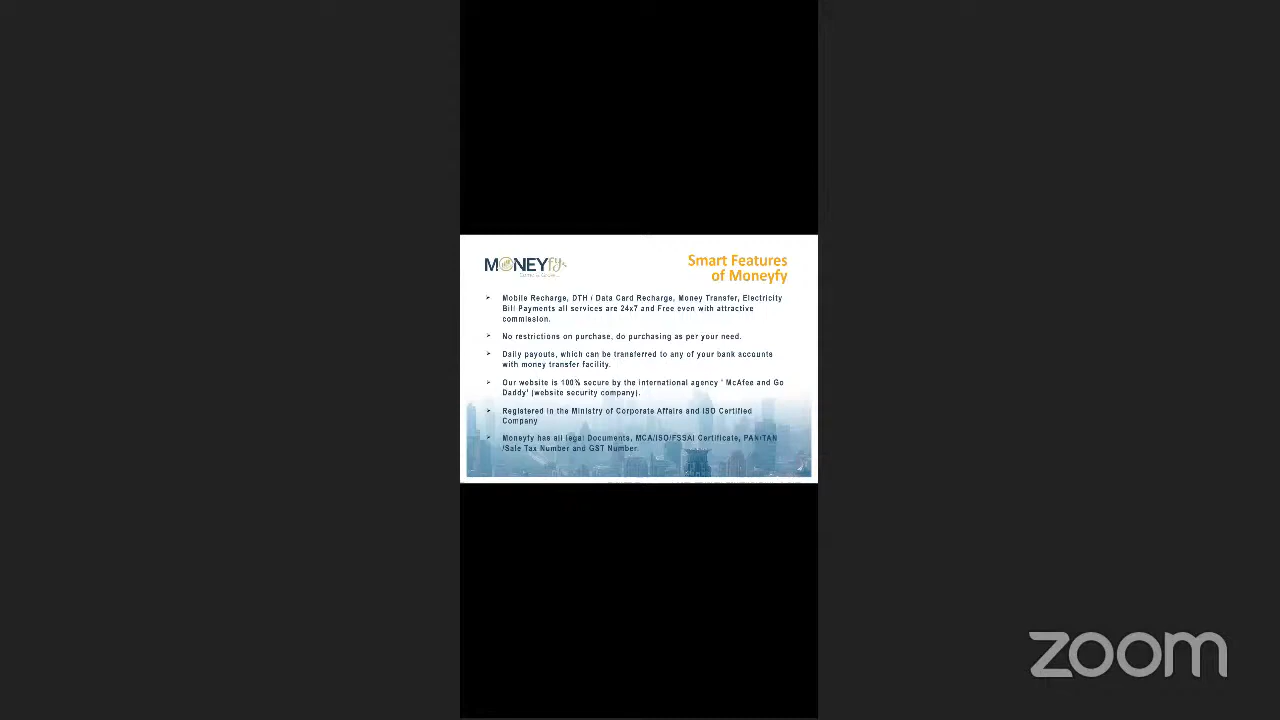 MONEYfy
Smart Features
of Moneyfy
➢ Mobile Recharge, DTH / Data Card Recharge, Money Transfer, Electricity
Bill Payments all services are 24x7 and Free even with attractive
commission.
➢ No restrictions on purchase, do purchasing as per your need.
➢ Daily payouts, which can be transferred to any of your bank accounts
with money transfer facility.
➢ Our website is 100% secure by the international agency ' McAfee and Go
Daddy' (website security company).
➢ Registered in the Ministry of Corporate Affairs and ISO Certified
Company
➢ Moneyfy has all legal Documents, MCA/ISO/FSSAI Certificate, PAN/TAN
/Sale Tax Number and GST Number.
zoom